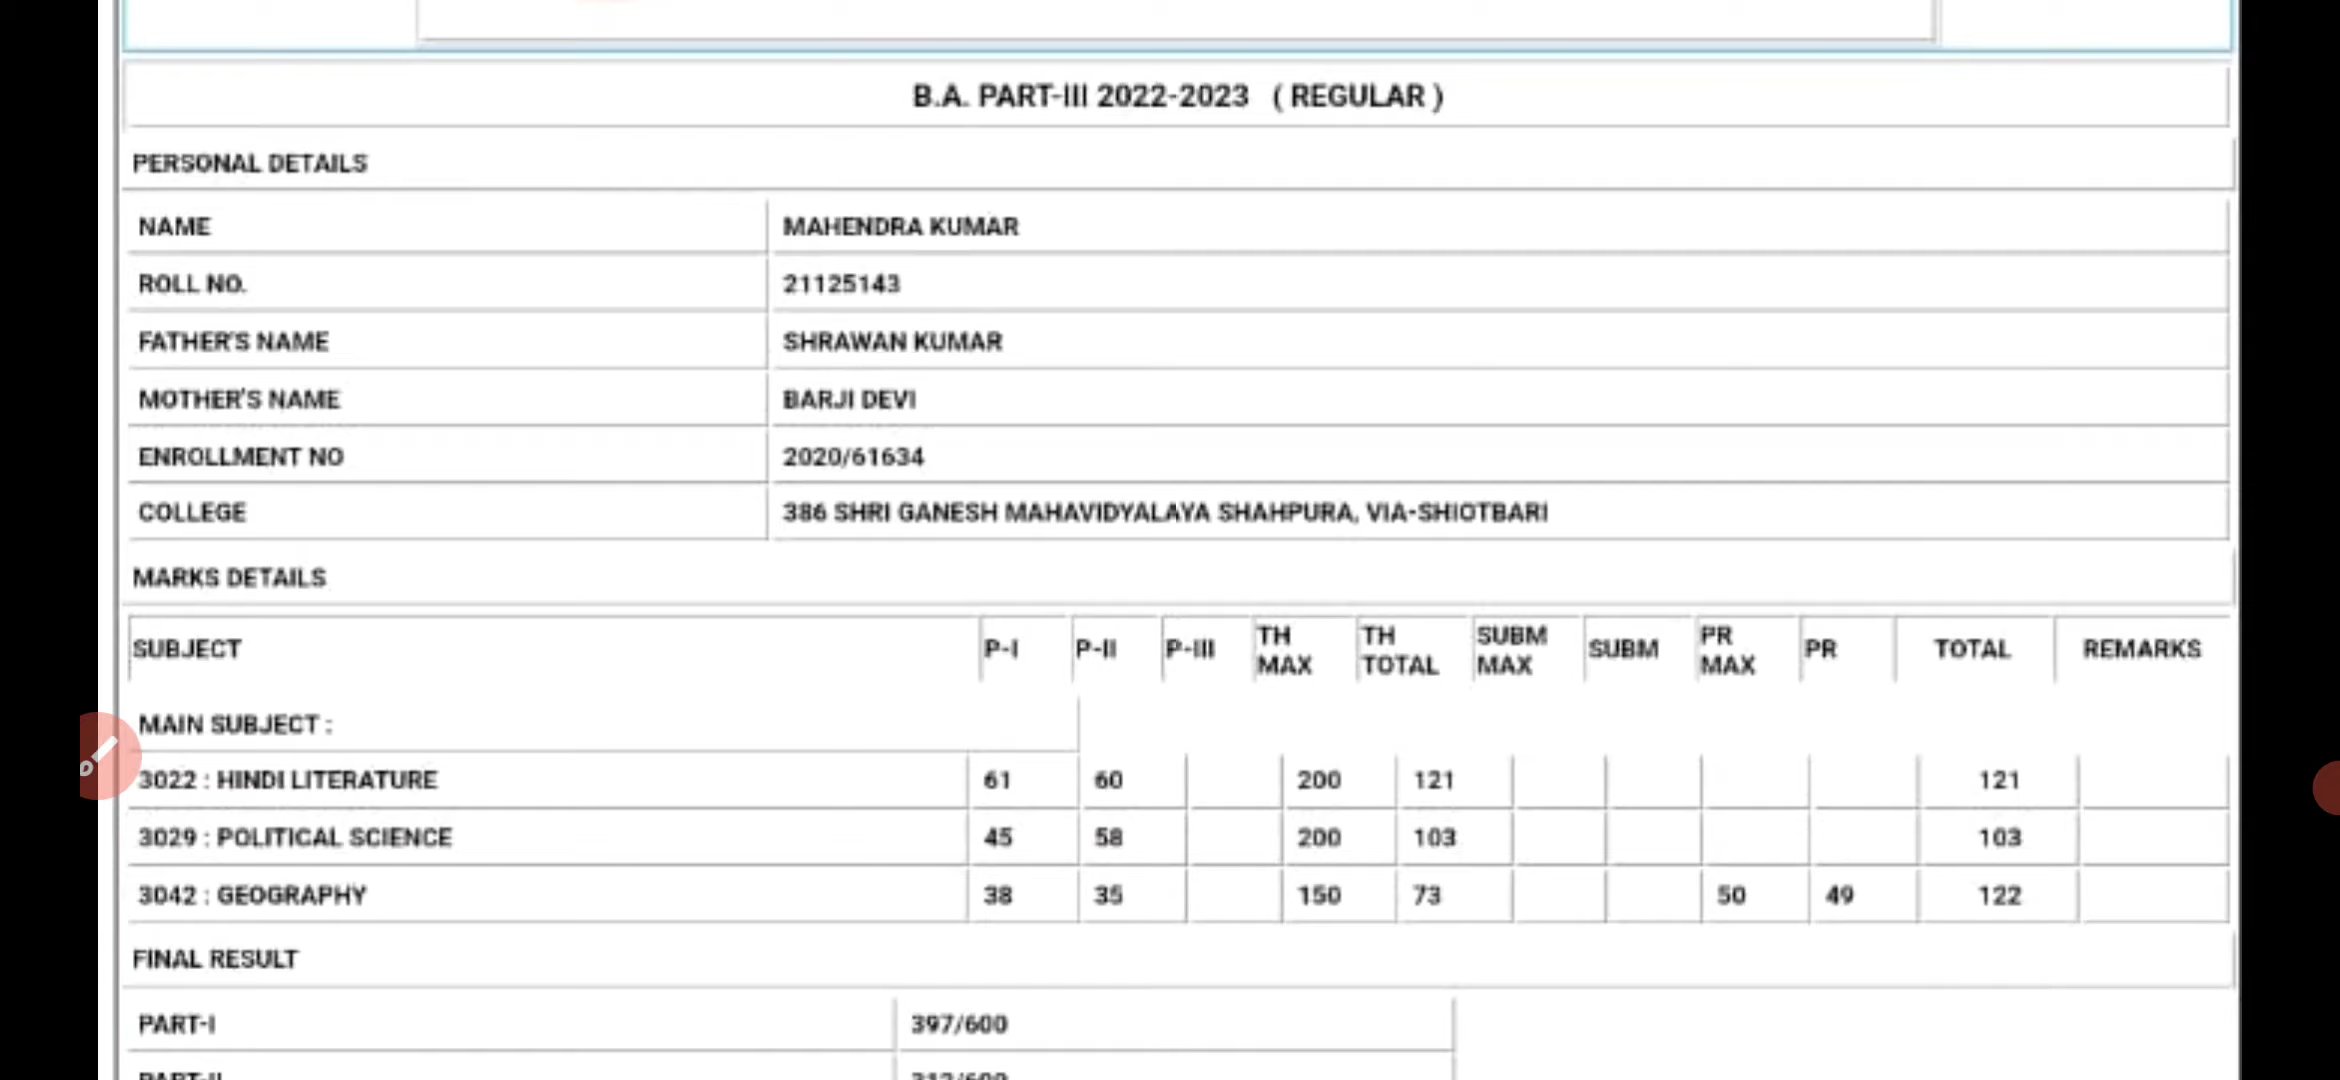 B.A. PART-III 2022-2023 ( REGULAR )
PERSONAL DETAILS
NAME MAHENDRA KUMAR
ROLL NO. 21125143
FATHER'S NAME SHRAWAN KUMAR
MOTHER'S NAME BARJI DEVI
ENROLLMENT NO 2020/61634
COLLEGE 386 SHRI GANESH MAHAVIDYALAYA SHAHPURA, VIA-SHIOTBARI
MARKS DETAILS
SUBJECT P-I P-II P-III TH MAX TH TOTAL SUBM MAX SUBM PR MAX PR TOTAL REMARKS
MAIN SUBJECT :
3022 : HINDI LITERATURE 61 60 200 121 121
3029 : POLITICAL SCIENCE 45 58 200 103 103
3042 : GEOGRAPHY 38 35 150 73 50 49 122
FINAL RESULT
PART-I 397/600
PART-II